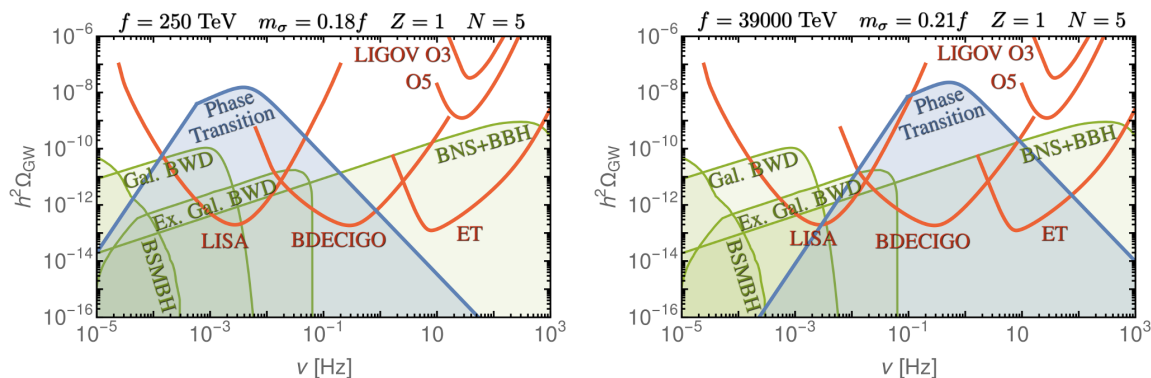 f = 250 TeV   m_σ = 0.18f   Z = 1   N = 5
10^-6
10^-8
10^-10
10^-12
10^-14
10^-16
h²Ω_GW
LIGOV O3
O5
Phase
Transition
BNS+BBH
Gal. BWD
Ex. Gal. BWD
LISA
BDECIGO
ET
BSMBH
10^-5
10^-3
10^-1
10
10^3
ν [Hz]
f = 39000 TeV   m_σ = 0.21f   Z = 1   N = 5
10^-6
10^-8
10^-10
10^-12
10^-14
10^-16
h²Ω_GW
LIGOV O3
O5
Phase
Transition
BNS+BBH
Gal. BWD
Ex. Gal. BWD
LISA
BDECIGO
ET
BSMBH
10^-5
10^-3
10^-1
10
10^3
ν [Hz]